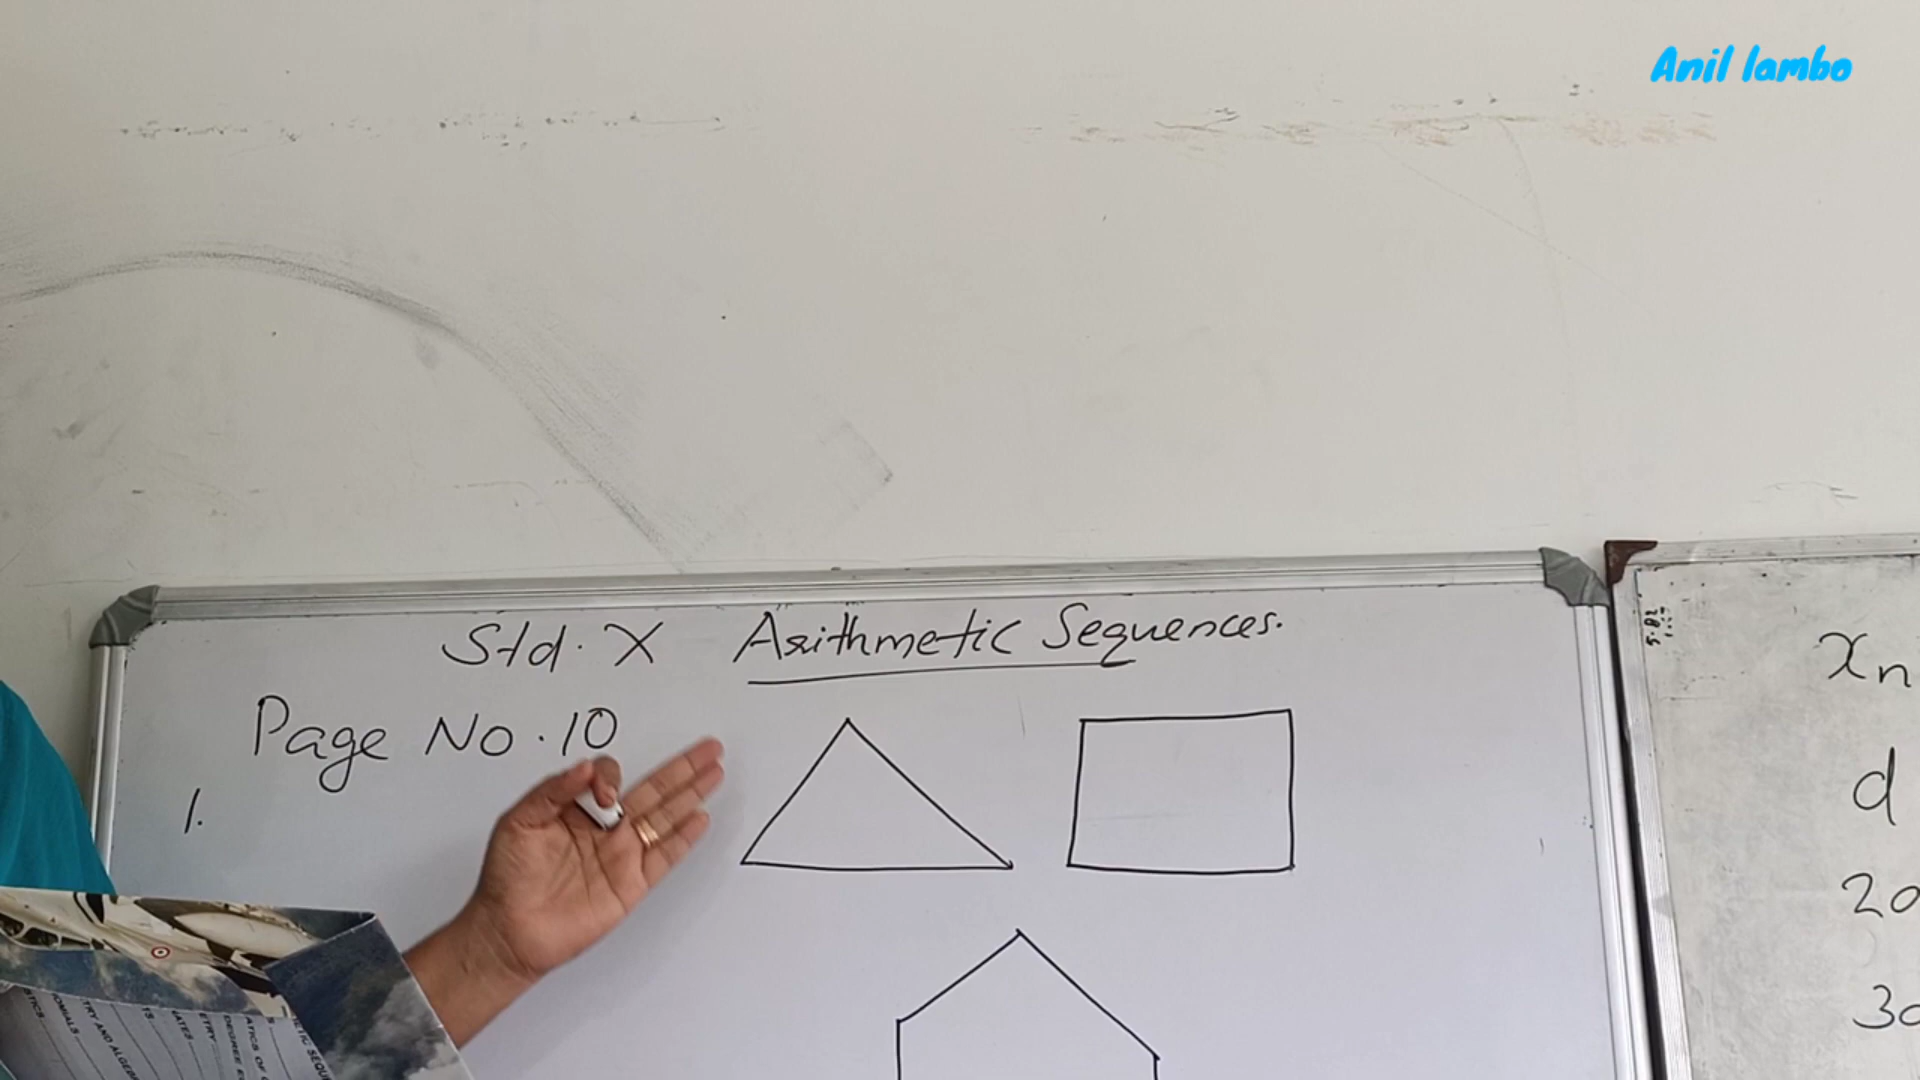 Anil lambo
Std. X Arithmetic Sequences.
Page No. 10
1.
xn
d
20
30